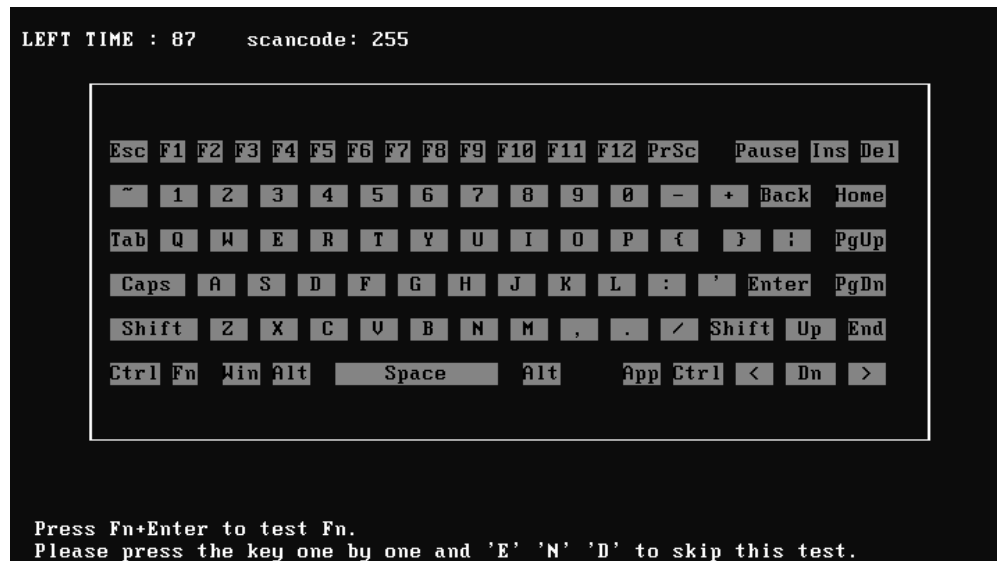 LEFT TIME : 87 scancode: 255
Esc F1 F2 F3 F4 F5 F6 F7 F8 F9 F10 F11 F12 PrSc Pause Ins Del
~ 1 2 3 4 5 6 7 8 9 0 - + Back Home
Tab Q W E R T Y U I O P { } ¦ PgUp
Caps A S D F G H J K L : ' Enter PgDn
Shift Z X C V B N M , . / Shift Up End
Ctrl Fn Win Alt Space Alt App Ctrl < Dn >
Press Fn+Enter to test Fn.
Please press the key one by one and 'E' 'N' 'D' to skip this test.